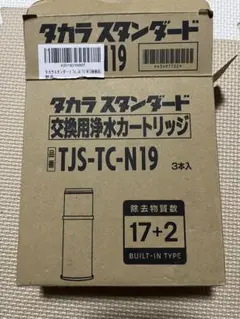 タカラスタンダード
N19
タカラスタンダード
交換用浄水カートリッジ
品番 TJS-TC-N19
3本入
除去物質数
17+2
BUILT-IN TYPE